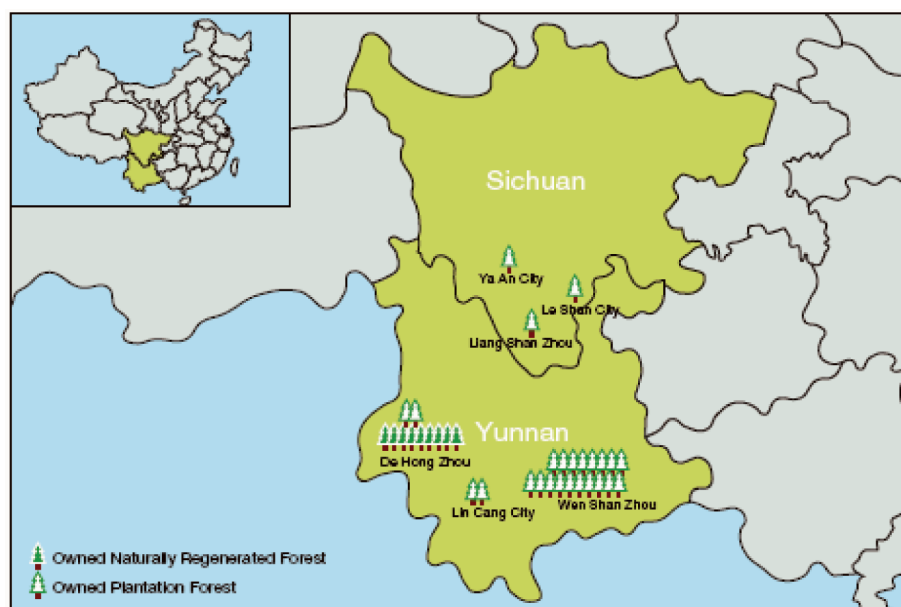 Sichuan
Ya An City
Le Shan City
Liang Shan Zhou
Yunnan
De Hong Zhou
Lin Cang City
Wen Shan Zhou
Owned Naturally Regenerated Forest
Owned Plantation Forest